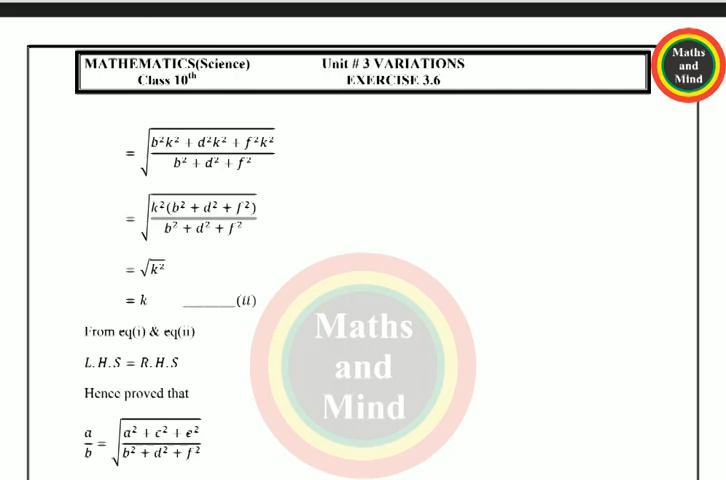 MATHEMATICS(Science) Unit # 3 VARIATIONS
Class 10th EXERCISE 3.6
Maths
and
Mind
= √((b²k² + d²k² + f²k²)/(b² + d² + f²))
= √((k²(b² + d² + f²))/(b² + d² + f²))
= √k²
= k ______(ii)
From eq(i) & eq(ii)
L.H.S = R.H.S
Hence proved that
a/b = √((a² + c² + e²)/(b² + d² + f²))
Maths
and
Mind